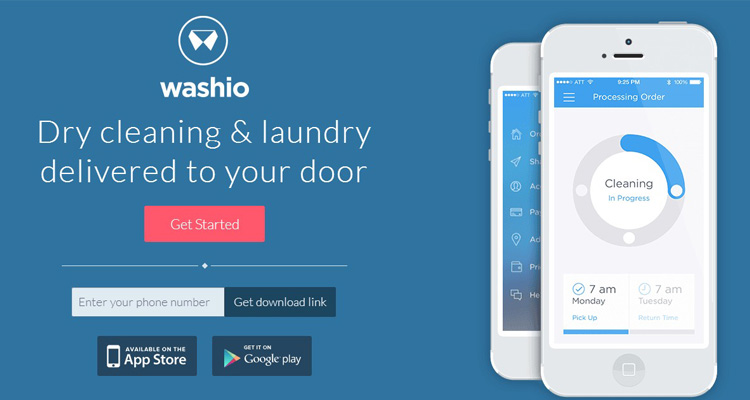 washio
Dry cleaning & laundry
delivered to your door
Get Started
Enter your phone number
Get download link
AVAILABLE ON THE
App Store
GET IT ON
Google play
ATT
ATT
9:25 PM
100%
Processing Order
Cleaning
In Progress
7 am
Monday
Pick Up
7 am
Tuesday
Return Time